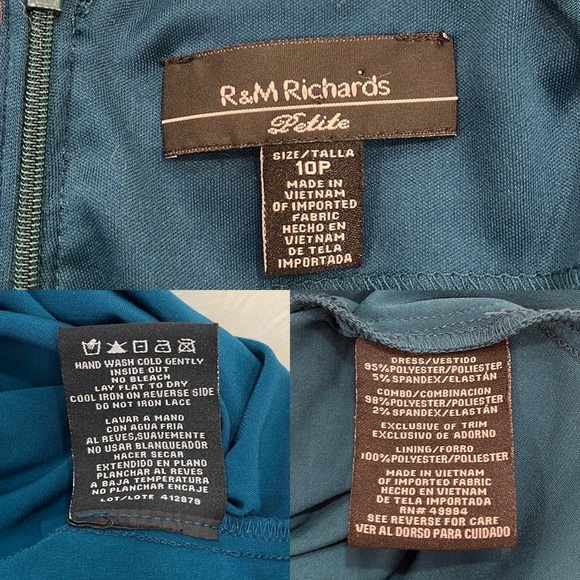 R&M Richards
Petite
SIZE/TALLA
10P
MADE IN
VIETNAM
OF IMPORTED
FABRIC
HECHO EN
VIETNAM
DE TELA
IMPORTADA
HAND WASH COLD GENTLY
INSIDE OUT
NO BLEACH
LAY FLAT TO DRY
COOL IRON ON REVERSE SIDE
DO NOT IRON LACE
LAVAR A MANO
CON AGUA FRIA
AL REVES,SUAVEMENTE
NO USAR BLANQUEADOR
HACER SECAR
EXTENDIDO EN PLANO
PLANCHAR AL REVES
A BAJA TEMPERATURA
NO PLANCHAR ENCAJE
LOT/LOTE 412879
DRESS/VESTIDO
95%POLYESTER/POLIESTER
5% SPANDEX/ELASTÁN
COMBO/COMBINACION
98%POLYESTER/POLIESTER
2% SPANDEX/ELASTÁN
EXCLUSIVE OF TRIM
EXCLUSIVO DE ADORNO
LINING/FORRO
100%POLYESTER/POLIESTER
MADE IN VIETNAM
OF IMPORTED FABRIC
HECHO EN VIETNAM
DE TELA IMPORTADA
RN# 49994
SEE REVERSE FOR CARE
VER AL DORSO PARA CUIDADO